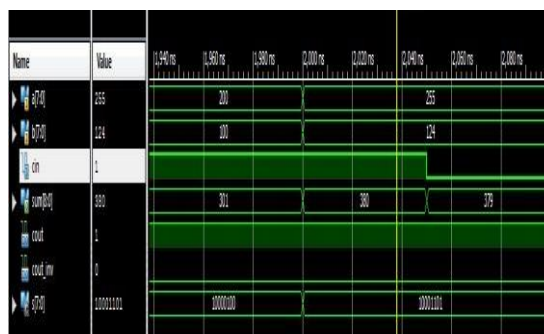 Name Value 1,940 ns 1,960 ns 1,980 ns 2,000 ns 2,020 ns 2,040 ns 2,060 ns 2,080 ns
a[7:0] 255 200 255
b[7:0] 124 100 124
cin 1
sum[8:0] 380 301 380 379
cout 1
cout_inv 0
s[7:0] 10001101 10000100 10001101